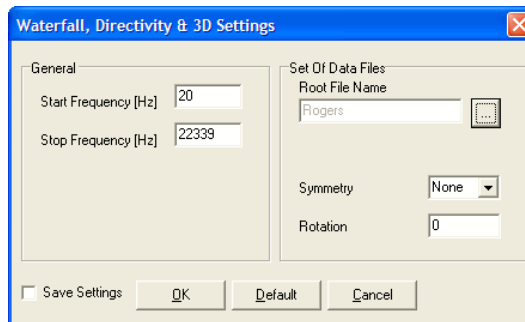 Waterfall, Directivity & 3D Settings
General
Start Frequency [Hz] 20
Stop Frequency [Hz] 22339
Set Of Data Files
Root File Name
Rogers ...
Symmetry None
Rotation 0
Save Settings OK Default Cancel